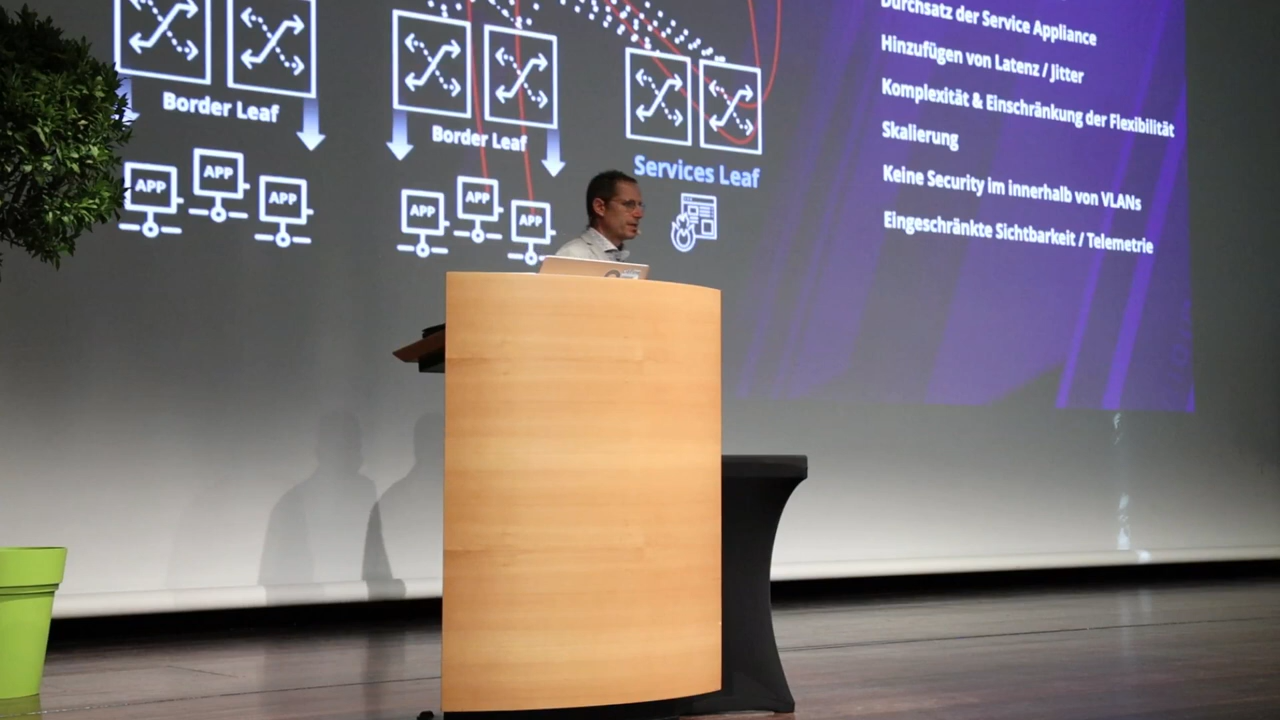 Border Leaf
Border Leaf
Services Leaf
APP
APP
APP
APP
APP
APP
Durchsatz der Service Appliance
Hinzufügen von Latenz / Jitter
Komplexität & Einschränkung der Flexibilität
Skalierung
Keine Security im innerhalb von VLANs
Eingeschränkte Sichtbarkeit / Telemetrie